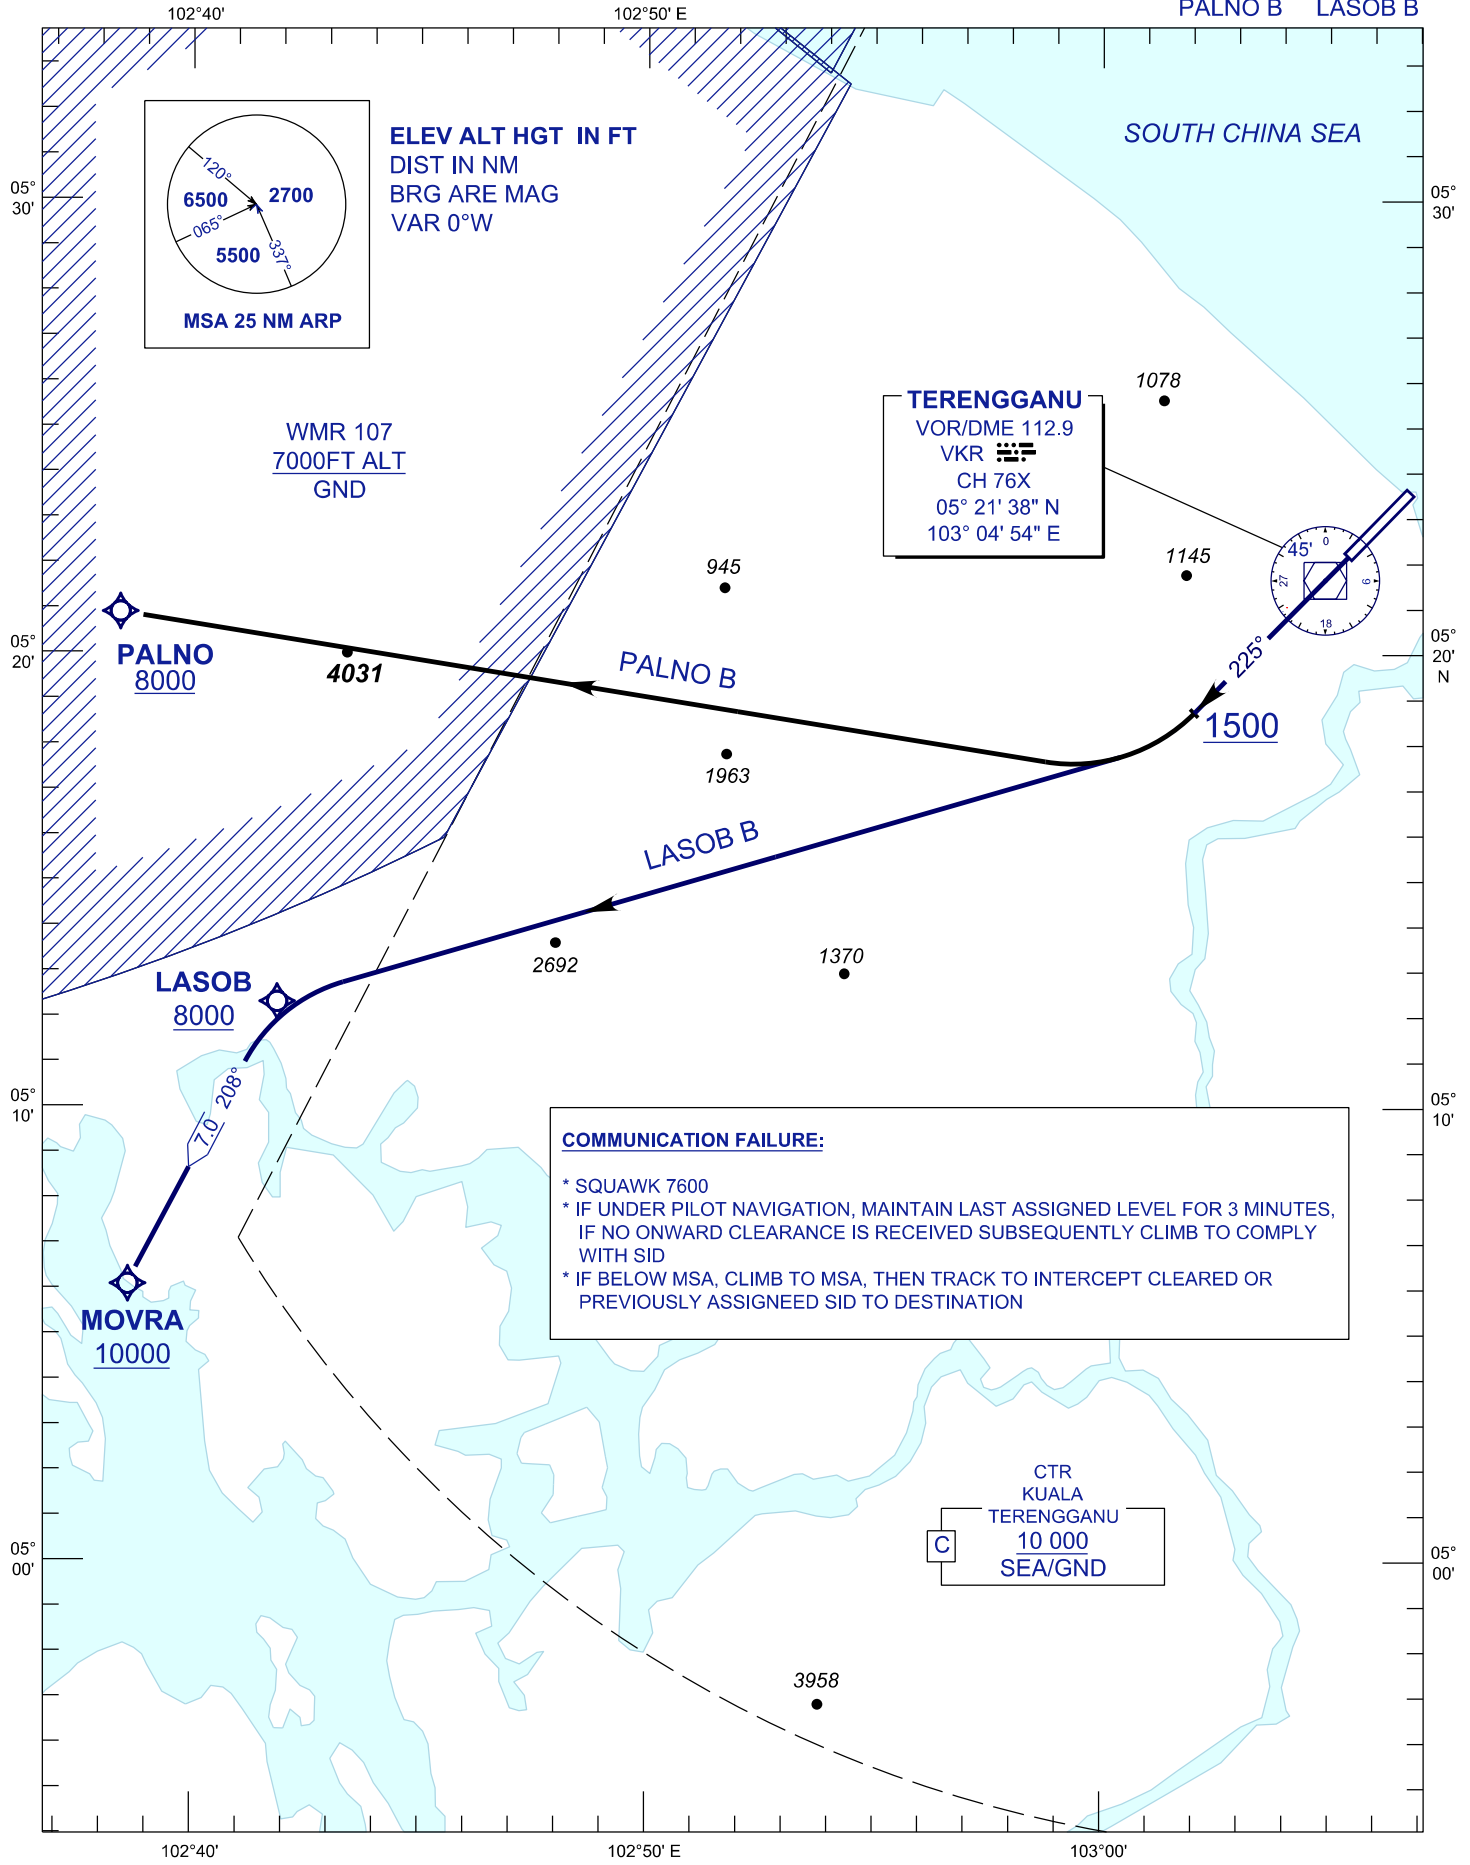 PALNO B LASOB B
102°40'
102°50' E
SOUTH CHINA SEA
120°
6500
2700
065°
5500
337°
MSA 25 NM ARP
ELEV ALT HGT IN FT
DIST IN NM
BRG ARE MAG
VAR 0°W
05°
30'
05°
30'
WMR 107
7000FT ALT
GND
TERENGGANU
VOR/DME 112.9
VKR
CH 76X
05° 21' 38" N
103° 04' 54" E
1078
1145
945
45'
0
9
18
27
225°
1500
PALNO
8000
4031
PALNO B
05°
20'
05°
20'
N
1963
LASOB B
2692
1370
LASOB
8000
7.0 208°
05°
10'
05°
10'
MOVRA
10000
COMMUNICATION FAILURE:
* SQUAWK 7600
* IF UNDER PILOT NAVIGATION, MAINTAIN LAST ASSIGNED LEVEL FOR 3 MINUTES,
IF NO ONWARD CLEARANCE IS RECEIVED SUBSEQUENTLY CLIMB TO COMPLY
WITH SID
* IF BELOW MSA, CLIMB TO MSA, THEN TRACK TO INTERCEPT CLEARED OR
PREVIOUSLY ASSIGNEED SID TO DESTINATION
CTR
KUALA
TERENGGANU
10 000
SEA/GND
C
05°
00'
05°
00'
3958
102°40'
102°50' E
103°00'